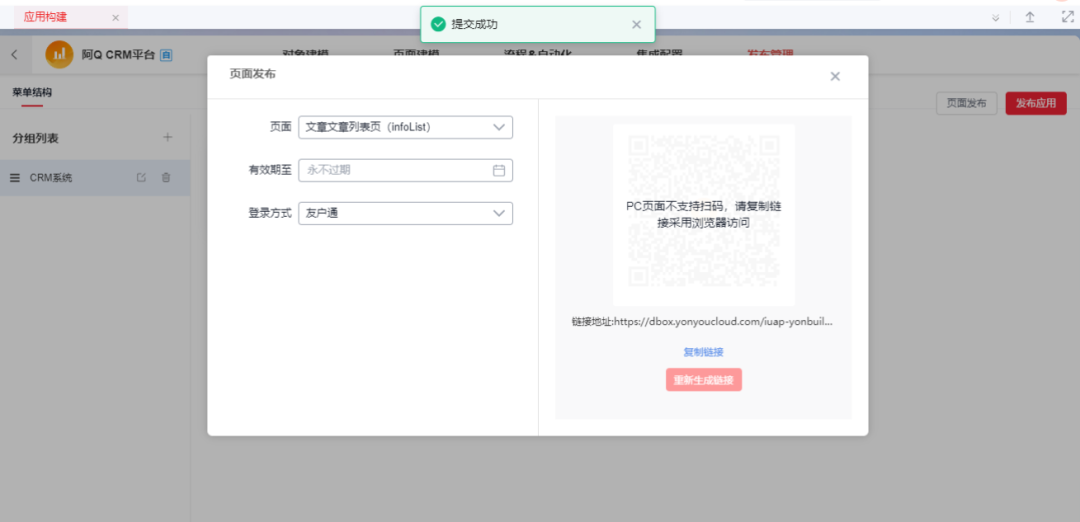 应用构建
提交成功
阿Q CRM平台
对象建模
页面建模
流程&自动化
集成配置
发布管理
页面发布
菜单结构
页面发布
发布应用
分组列表
CRM系统
页面 文章文章列表页（infoList）
有效期至 永不过期
登录方式 友户通
PC页面不支持扫码，请复制链
接采用浏览器访问
链接地址:https://dbox.yonyoucloud.com/iuap-yonbuil...
复制链接
重新生成链接